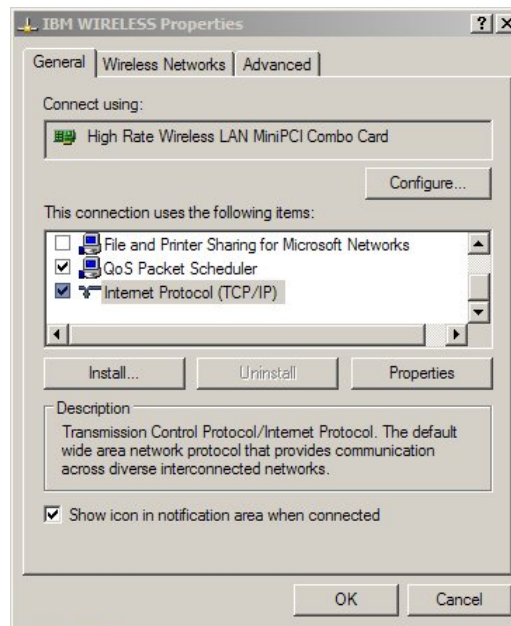 IBM WIRELESS Properties
General
Wireless Networks
Advanced
Connect using:
High Rate Wireless LAN MiniPCI Combo Card
Configure...
This connection uses the following items:
File and Printer Sharing for Microsoft Networks
QoS Packet Scheduler
Internet Protocol (TCP/IP)
Install...
Uninstall
Properties
Description
Transmission Control Protocol/Internet Protocol. The default
wide area network protocol that provides communication
across diverse interconnected networks.
Show icon in notification area when connected
OK
Cancel